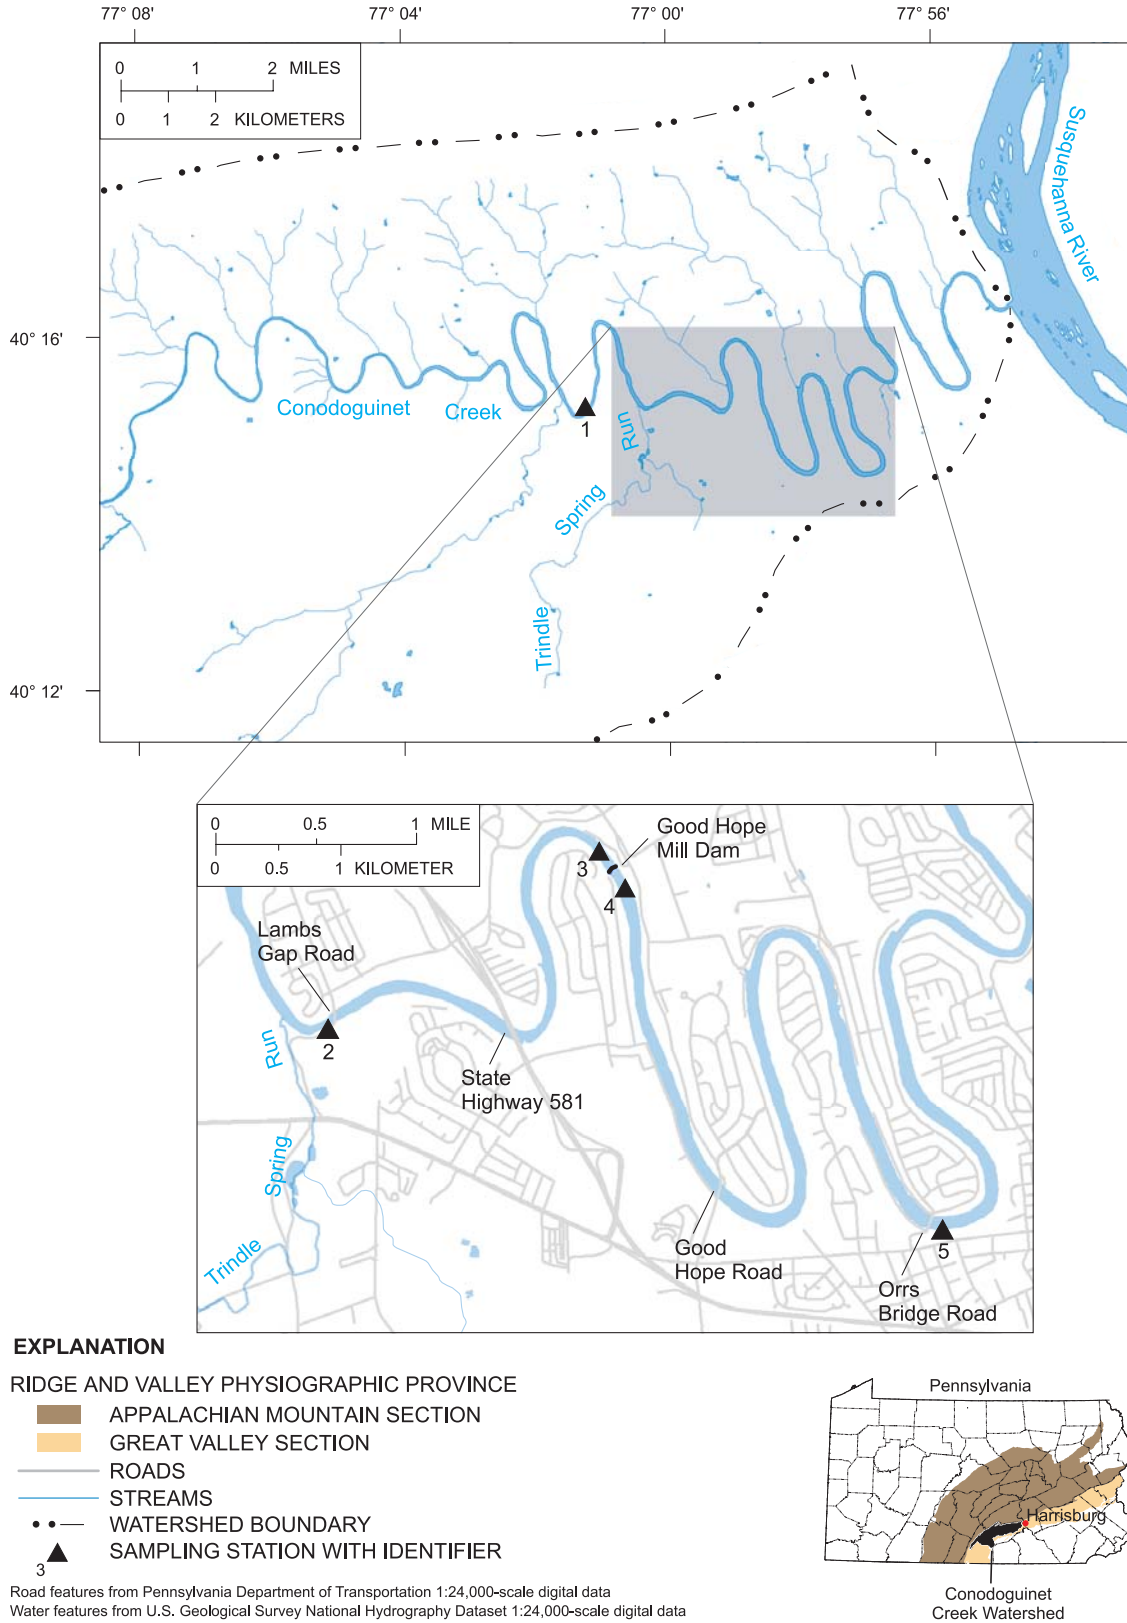 77° 08'
77° 04'
77° 00'
77° 56'
0 1 2 MILES
0 1 2 KILOMETERS
Susquehanna River
40° 16'
Conodoguinet Creek
1
Run
Spring
Trindle
40° 12'
0 0.5 1 MILE
0 0.5 1 KILOMETER
Good Hope
Mill Dam
3
4
Lambs
Gap Road
2
Run
State
Highway 581
Spring
Trindle
Good
Hope Road
5
Orrs
Bridge Road
EXPLANATION
RIDGE AND VALLEY PHYSIOGRAPHIC PROVINCE
APPALACHIAN MOUNTAIN SECTION
GREAT VALLEY SECTION
ROADS
STREAMS
WATERSHED BOUNDARY
3 SAMPLING STATION WITH IDENTIFIER
Pennsylvania
Harrisburg
Conodoguinet
Creek Watershed
Road features from Pennsylvania Department of Transportation 1:24,000-scale digital data
Water features from U.S. Geological Survey National Hydrography Dataset 1:24,000-scale digital data